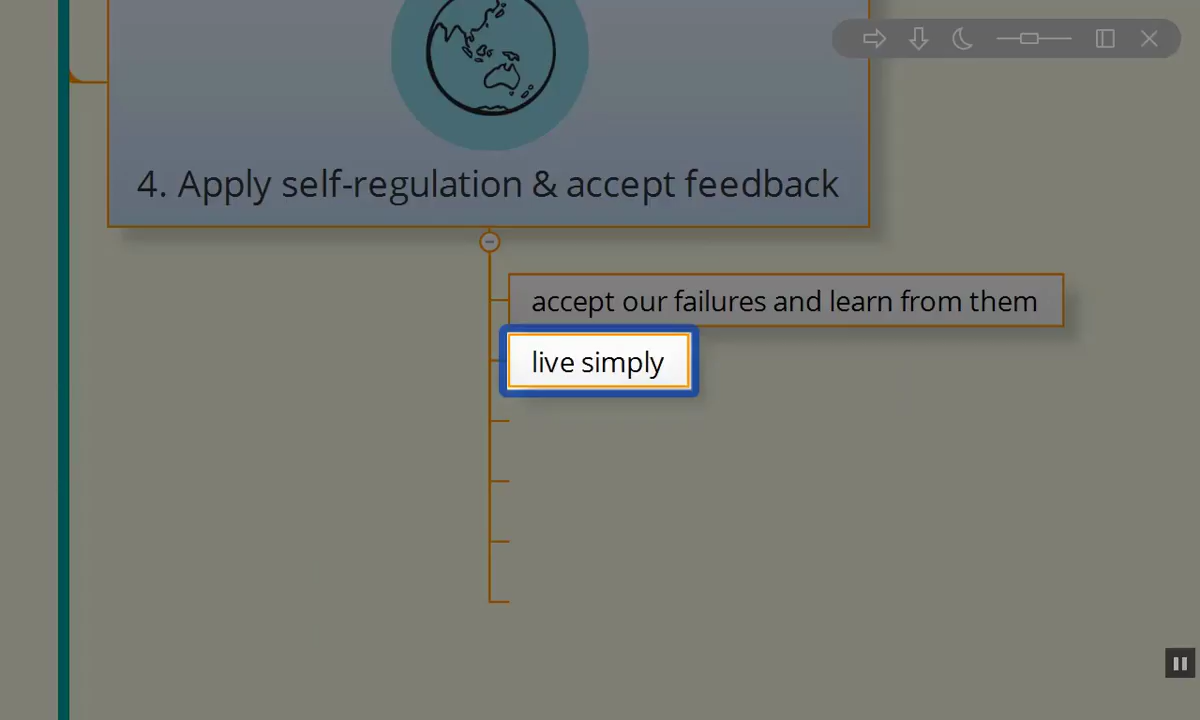 4. Apply self-regulation & accept feedback
accept our failures and learn from them
live simply